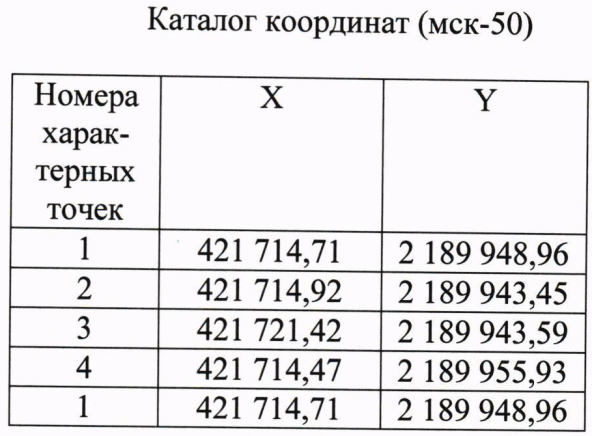 Каталог координат (мск-50)
Номера харак-терных точек X Y
1 421 714,71 2 189 948,96
2 421 714,92 2 189 943,45
3 421 721,42 2 189 943,59
4 421 714,47 2 189 955,93
1 421 714,71 2 189 948,96